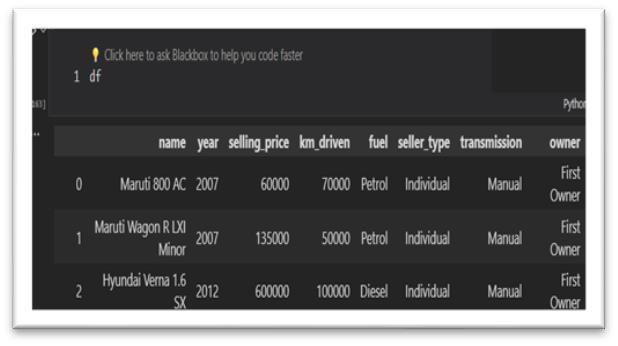 Click here to ask Blackbox to help you code faster
1 df
Python
name year selling_price km_driven fuel seller_type transmission owner
0 Maruti 800 AC 2007 60000 70000 Petrol Individual Manual First
Owner
1 Maruti Wagon R LXI
Minor 2007 135000 50000 Petrol Individual Manual First
Owner
2 Hyundai Verna 1.6
SX 2012 600000 100000 Diesel Individual Manual First
Owner